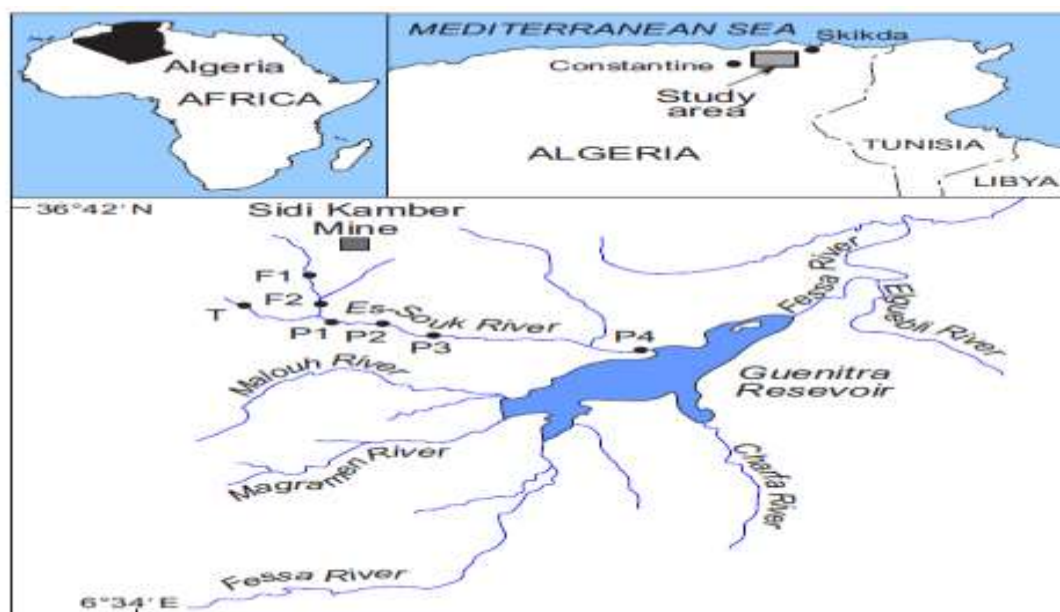 Algeria
AFRICA
MEDITERRANEAN SEA
Skikda
Constantine
Study
area
ALGERIA
TUNISIA
LIBYA
36°42'N
Sidi Kamber
Mine
F1
F2
T
Es-Souk River
P1
P2
P3
P4
Fessa River
Elguebli River
Malouh River
Guenitra
Resevoir
Magramen River
Charfa River
Fessa River
6°34'E